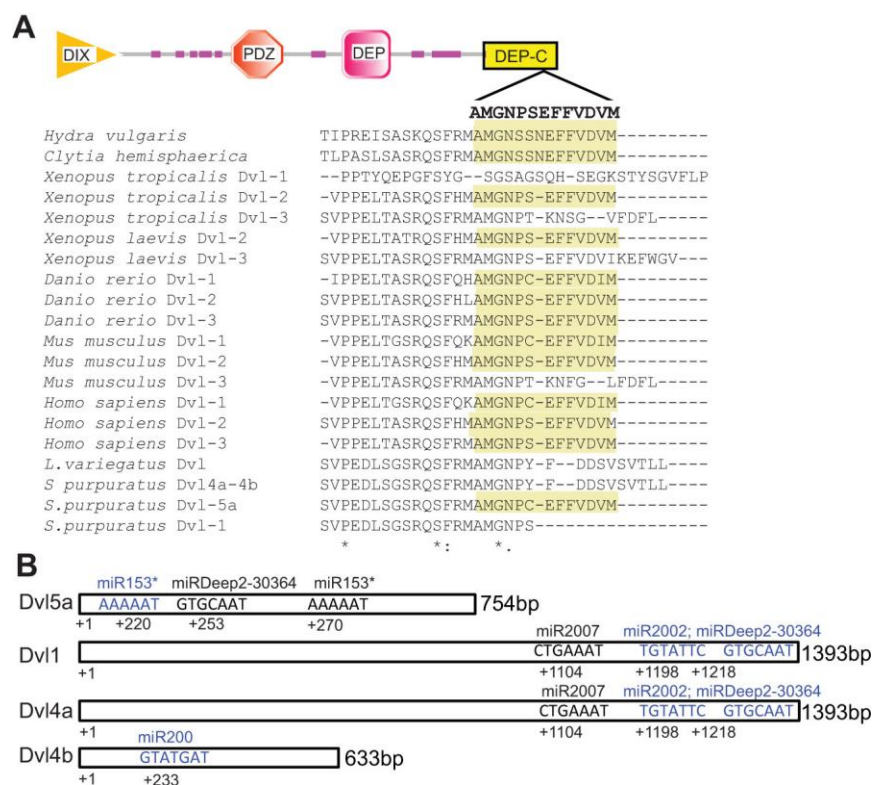 A
DIX PDZ DEP DEP-C
AMGNPSEFFVDVM
Hydra vulgaris TIPREISASKQSFRMAMGNSSNEFFVDVM---------
Clytia hemisphaerica TLPASLSASRQSFRMAMGNSSNEFFVDVM---------
Xenopus tropicalis Dvl-1 --PPTYQEPGFSYG--SGSAGSQH-SEGKSTYSGVFLP
Xenopus tropicalis Dvl-2 -VPPELTASRQSFRMAMGNPS-EFFVDVM---------
Xenopus tropicalis Dvl-3 SVPPELTASRQSFRMAMGNPT-KNSG--VFDFL-----
Xenopus laevis Dvl-2 -VPPELTATRQSFHMAMGNPS-EFFVDVM---------
Xenopus laevis Dvl-3 SVPPELTASRQSFRMAMGNPS-EFFVDVIKEFWGV---
Danio rerio Dvl-1 -IPPELTASRQSFQHAMGNPC-EFFVDIM---------
Danio rerio Dvl-2 SVPPELTASRQSFHLAMGNPS-EFFVDVM---------
Danio rerio Dvl-3 SVPPELTASRQSFRMAMGNPS-EFFVDVM---------
Mus musculus Dvl-1 -VPPELTGSRQSFQKAMGNPC-EFFVDIM---------
Mus musculus Dvl-2 -VPPELTASRQSFHMAMGNPS-EFFVDVM---------
Mus musculus Dvl-3 SVPPELTASRQSFRMAMGNPT-KNFG--LFDFL-----
Homo sapiens Dvl-1 -VPPELTGSRQSFQKAMGNPC-EFFVDIM---------
Homo sapiens Dvl-2 SVPPELTASRQSFHMAMGNPS-EFFVDVM---------
Homo sapiens Dvl-3 -VPPELTASRQSFRMAMGNPS-EFFVDVM---------
L.variegatus Dvl SVPEDLSGSRQSFRMAMGNPY-F--DDSVSVTLL----
S purpuratus Dvl4a-4b SVPEDLSGSRQSFRMAMGNPY-F--DDSVSVTLL----
S.purpuratus Dvl-5a SVPEDLSGSRQSFRMAMGNPC-EFFVDVM---------
S.purpuratus Dvl-1 SVPEDLSGSRQSFRMAMGNPS-----------------
* *: *.
B
miR153* miRDeep2-30364 miR153*
Dvl5a AAAAAT GTGCAAT AAAAAT 754bp
+1 +220 +253 +270
miR2007 miR2002; miRDeep2-30364
Dvl1 CTGAAAT TGTATTC GTGCAAT 1393bp
+1 +1104 +1198 +1218
miR2007 miR2002; miRDeep2-30364
Dvl4a CTGAAAT TGTATTC GTGCAAT 1393bp
+1 +1104 +1198 +1218
miR200
Dvl4b GTATGAT 633bp
+1 +233